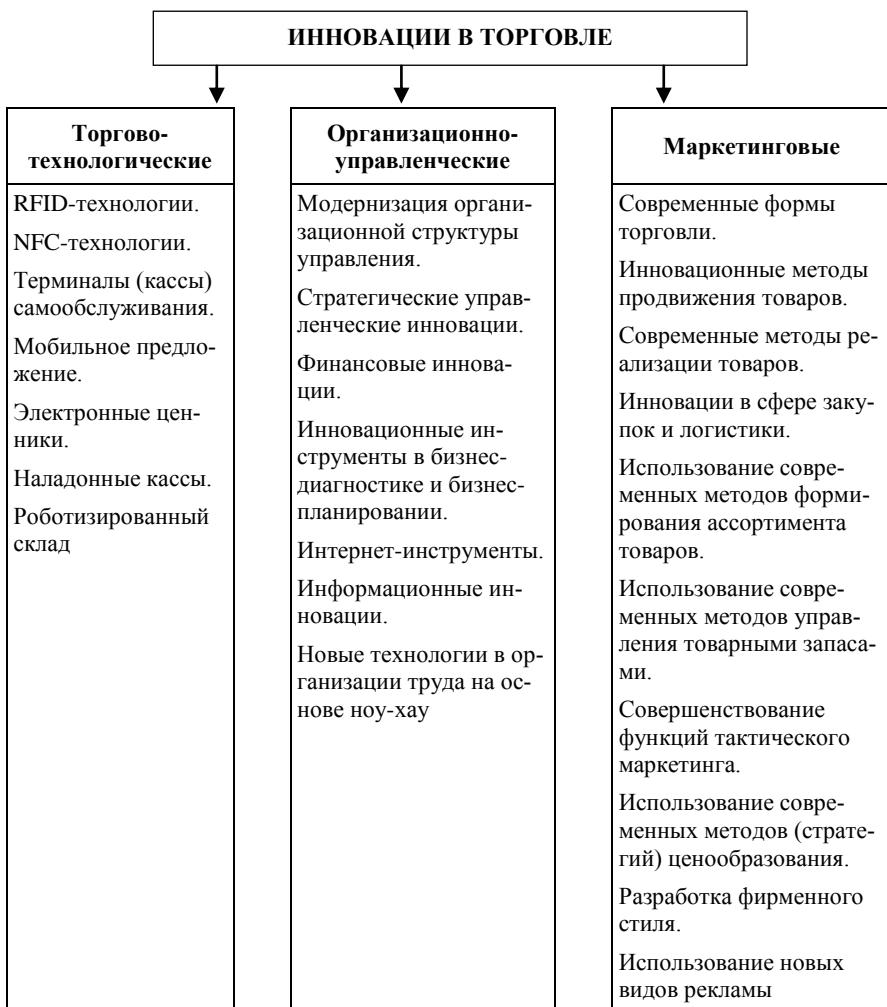 ИННОВАЦИИ В ТОРГОВЛЕ
Торгово-
технологические
RFID-технологии.
NFC-технологии.
Терминалы (кассы)
самообслуживания.
Мобильное предло-
жение.
Электронные цен-
ники.
Наладонные кассы.
Роботизированный
склад
Организационно-
управленческие
Модернизация органи-
зационной структуры
управления.
Стратегические управ-
ленческие инновации.
Финансовые иннова-
ции.
Инновационные ин-
струменты в бизнес-
диагностике и бизнес-
планировании.
Интернет-инструменты.
Информационные ин-
новации.
Новые технологии в ор-
ганизации труда на ос-
нове ноу-хау
Маркетинговые
Современные формы
торговли.
Инновационные методы
продвижения товаров.
Современные методы ре-
ализации товаров.
Инновации в сфере заку-
пок и логистики.
Использование совре-
менных методов форми-
рования ассортимента
товаров.
Использование совре-
менных методов управ-
ления товарными запаса-
ми.
Совершенствование
функций тактического
маркетинга.
Использование совре-
менных методов (страте-
гий) ценообразования.
Разработка фирменного
стиля.
Использование новых
видов рекламы